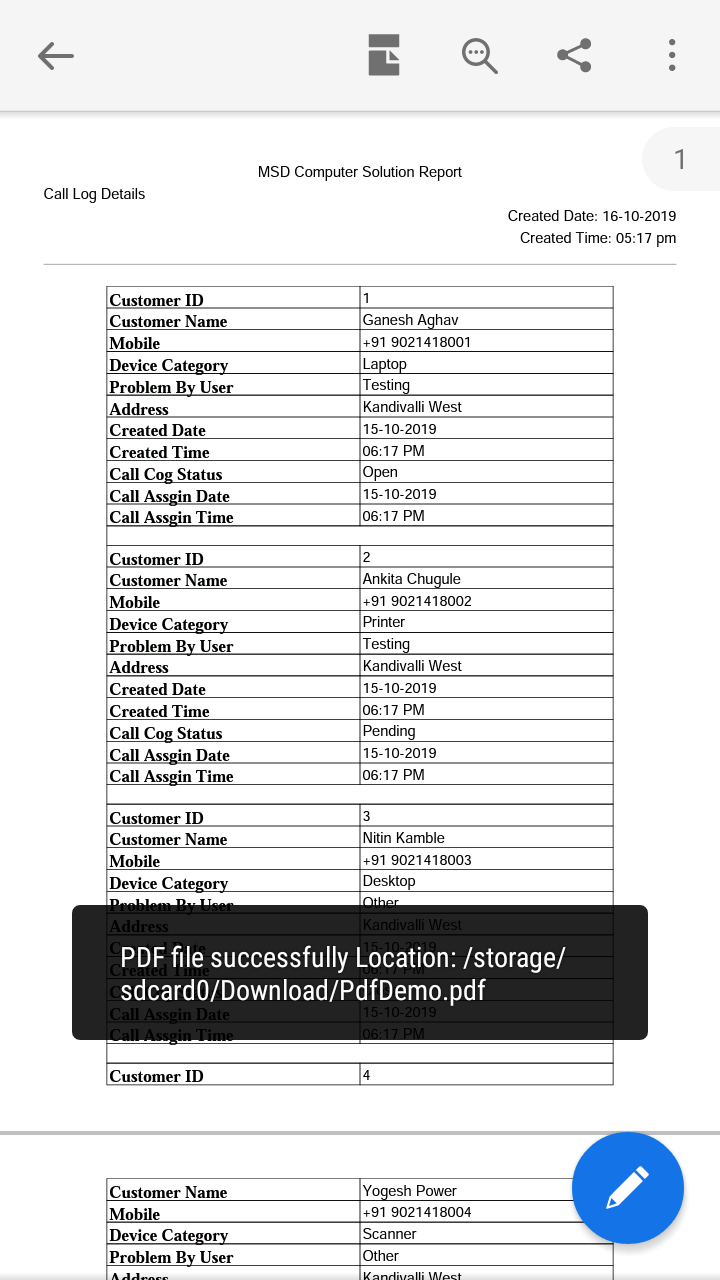 1
MSD Computer Solution Report
Call Log Details
Created Date: 16-10-2019
Created Time: 05:17 pm
Customer ID 1
Customer Name Ganesh Aghav
Mobile +91 9021418001
Device Category Laptop
Problem By User Testing
Address Kandivalli West
Created Date 15-10-2019
Created Time 06:17 PM
Call Cog Status Open
Call Assgin Date 15-10-2019
Call Assgin Time 06:17 PM
Customer ID 2
Customer Name Ankita Chugule
Mobile +91 9021418002
Device Category Printer
Problem By User Testing
Address Kandivalli West
Created Date 15-10-2019
Created Time 06:17 PM
Call Cog Status Pending
Call Assgin Date 15-10-2019
Call Assgin Time 06:17 PM
Customer ID 3
Customer Name Nitin Kamble
Mobile +91 9021418003
Device Category Desktop
Problem By User Other
Address Kandivalli West
Created Date 15-10-2019
Created Time 06:17 PM
PDF file successfully Location: /storage/
sdcard0/Download/PdfDemo.pdf
Call Assgin Date 15-10-2019
Call Assgin Time 06:17 PM
Customer ID 4
Customer Name Yogesh Power
Mobile +91 9021418004
Device Category Scanner
Problem By User Other
Address Kandivalli West